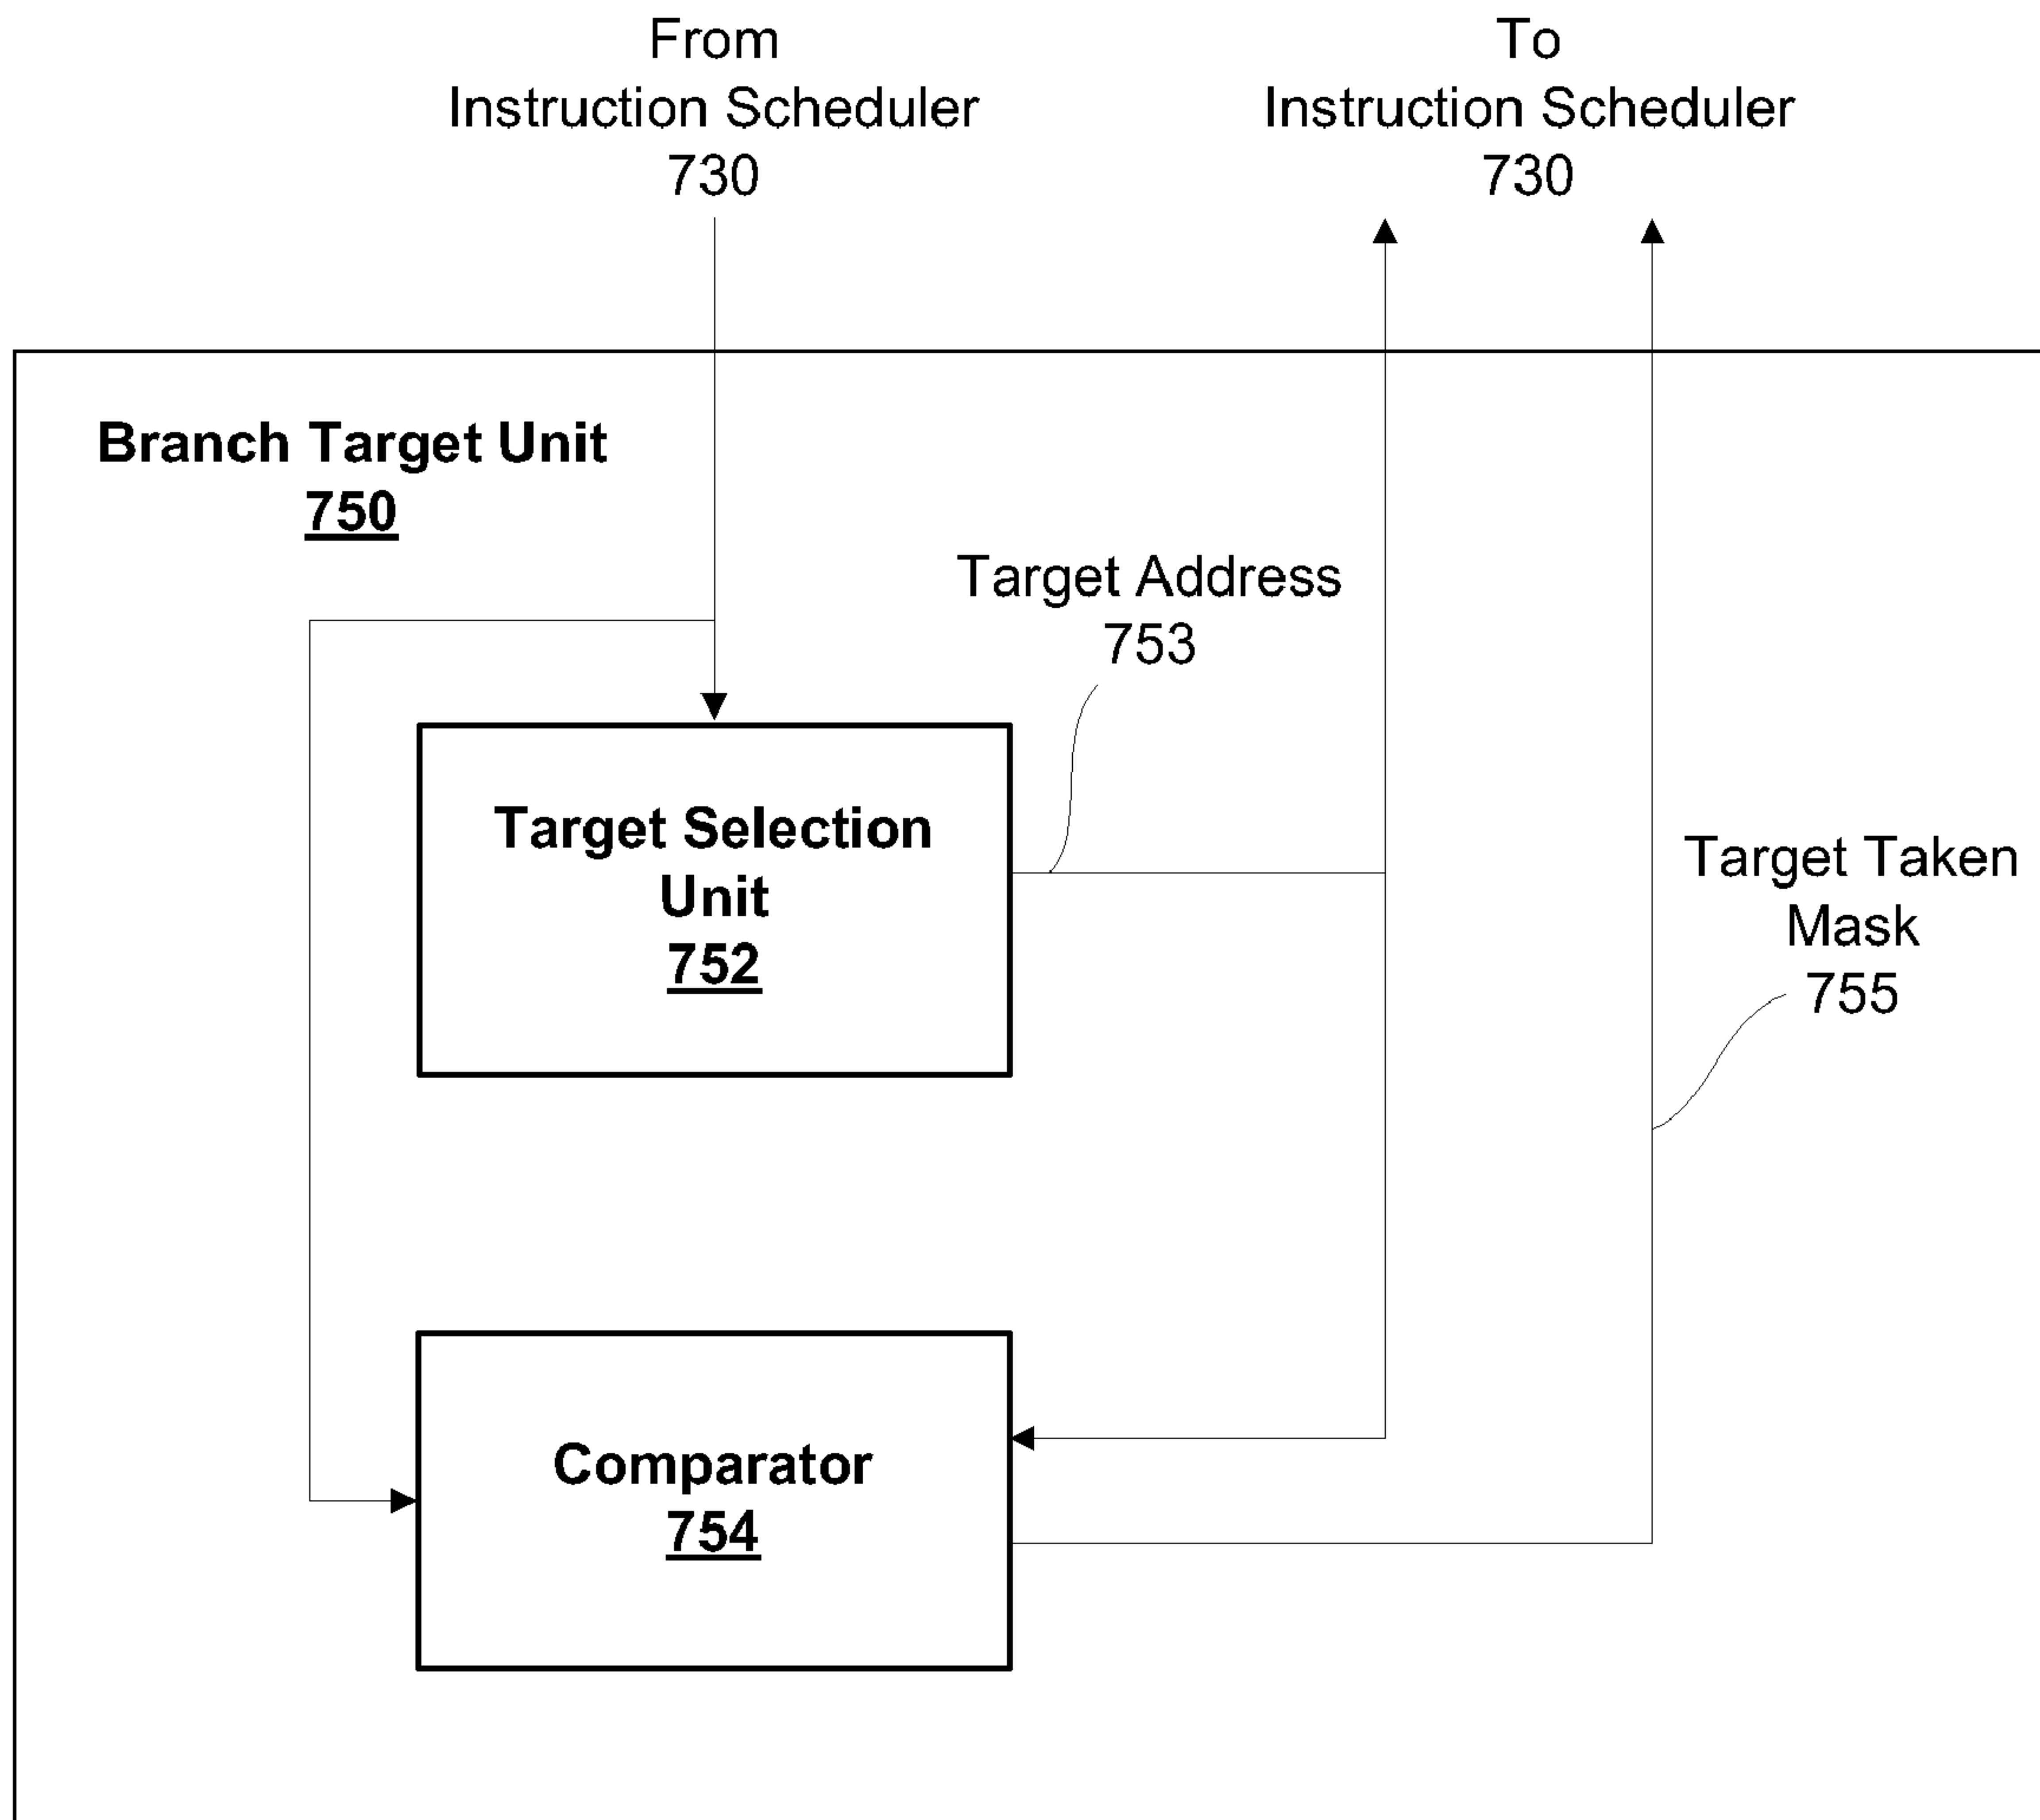 From
Instruction Scheduler
730
To
Instruction Scheduler
730
Branch Target Unit
750
Target Address
753
Target Selection
Unit
752
Target Taken
Mask
755
Comparator
754